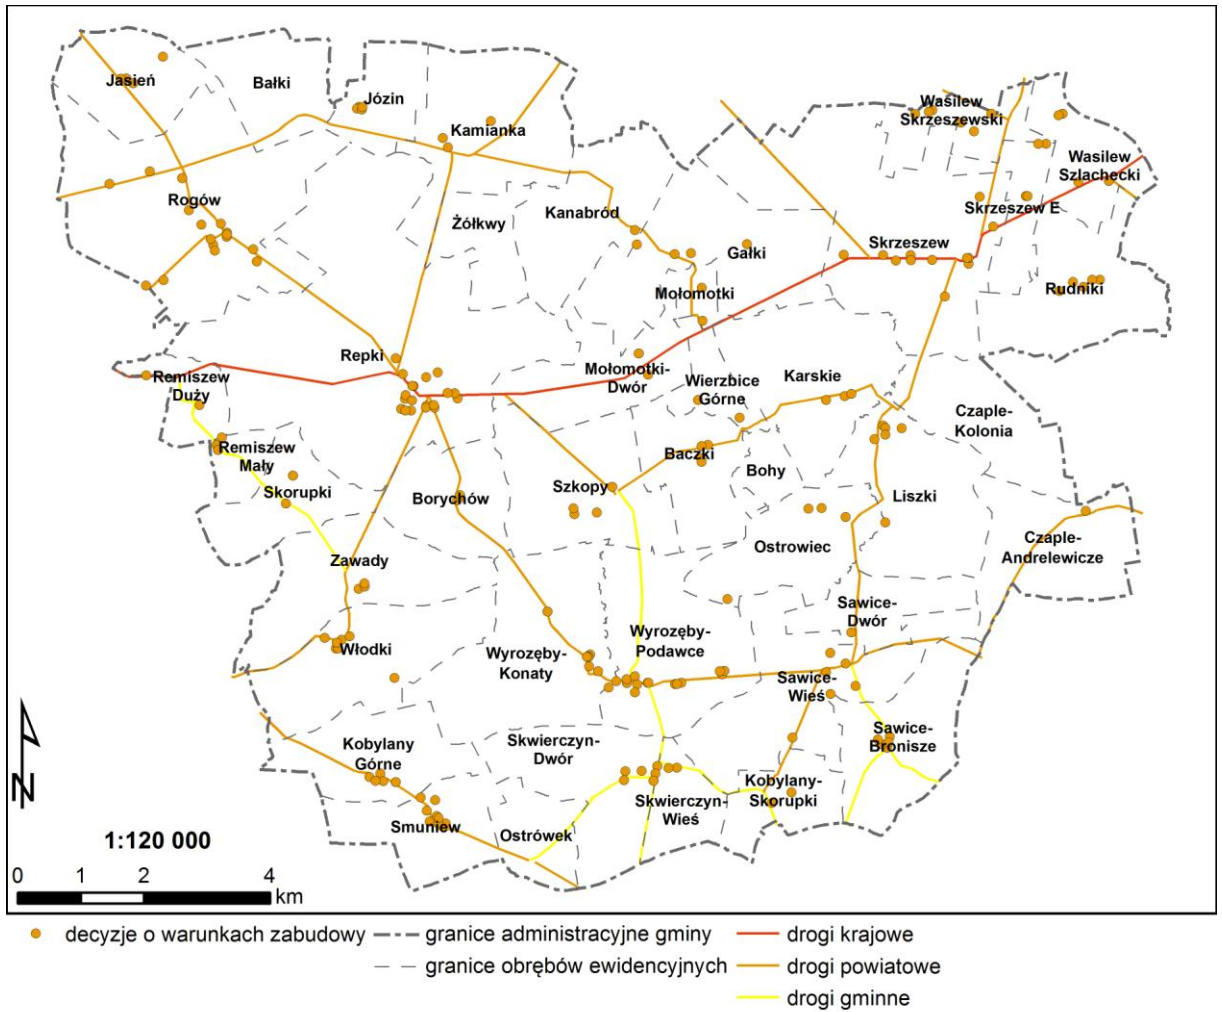 Jasień
Bałki
Józin
Kamianka
Wasilew
Skrzeszewski
Wasilew
Szlachecki
Rogów
Żółkwy
Kanabród
Skrzeszew E
Gałki
Skrzeszew
Mołomotki
Rudniki
Repki
Remiszew
Duży
Mołomotki-
Dwór
Wierzbice
Górne
Karskie
Czaple-
Kolonia
Remiszew
Mały
Baczki
Bohy
Skorupki
Borychów
Szkopy
Liszki
Ostrowiec
Czaple-
Andrelewicze
Zawady
Sawice-
Dwór
Włodki
Wyrozęby-
Konaty
Wyrozęby-
Podawce
Sawice-
Wieś
Sawice-
Bronisze
Kobylany
Górne
Skwierczyn-
Dwór
Kobylany-
Skorupki
Skwierczyn-
Wieś
Smuniew
Ostrówek
N
1:120 000
0 1 2 4
km
decyzje o warunkach zabudowy
granice administracyjne gminy
drogi krajowe
granice obrębów ewidencyjnych
drogi powiatowe
drogi gminne